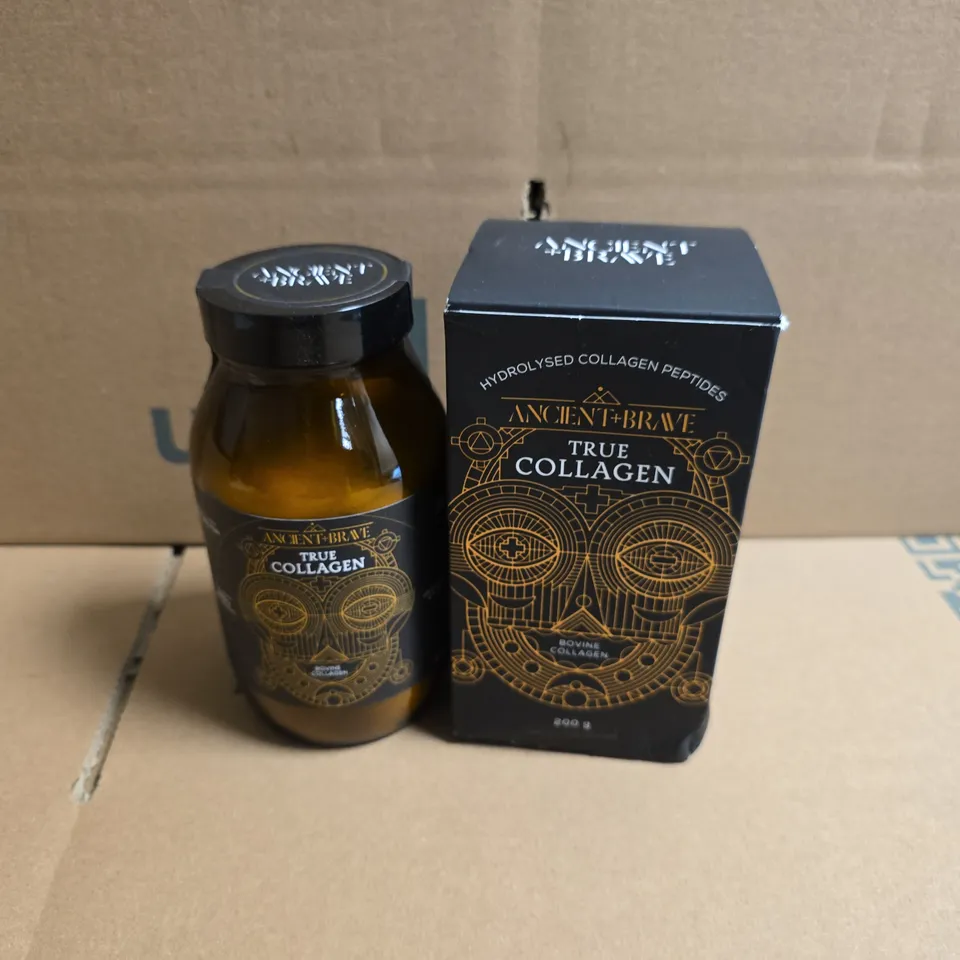 ANCIENT
+BRAVE
ANCIENT+BRAVE
TRUE
COLLAGEN
BOVINE
COLLAGEN
ANCIENT
+BRAVE
HYDROLYSED COLLAGEN PEPTIDES
ANCIENT+BRAVE
TRUE
COLLAGEN
BOVINE
COLLAGEN
200 g